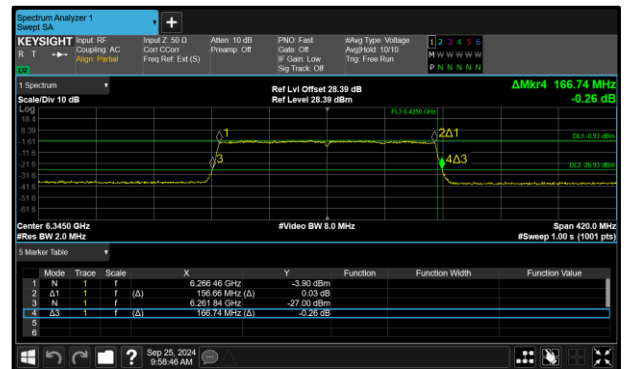 Spectrum Analyzer 1
Swept SA
+
KEYSIGHT Input: RF Input Z: 50 Ω Atten: 10 dB PNO: Fast #Avg Type: Voltage 1 2 3 4 5 6
R T Coupling: AC Corr CCorr Preamp: Off Gate: Off Avg|Hold: 10/10 M W W W W W
Align: Partial Freq Ref: Ext (S) IF Gain: Low Trig: Free Run
Sig Track: Off P N N N N N
LXI
1 Spectrum Ref Lvl Offset 28.39 dB ΔMkr4 166.74 MHz
Scale/Div 10 dB Ref Level 28.39 dBm -0.26 dB
Log
18.4 FL3 6.4250 GHz
8.39
-1.61 1 2Δ1 DL1 -0.93 dBm
-11.6
-21.6 3 4Δ3 DL2 -26.93 dBm
-31.6
-41.6
-51.6
-61.6
Center 6.3450 GHz #Video BW 8.0 MHz Span 420.0 MHz
#Res BW 2.0 MHz #Sweep 1.00 s (1001 pts)
5 Marker Table
Mode Trace Scale X Y Function Function Width Function Value
1 N 1 f 6.266 46 GHz -3.90 dBm
2 Δ1 1 f (Δ) 156.66 MHz (Δ) 0.03 dB
3 N 1 f 6.261 84 GHz -27.00 dBm
4 Δ3 1 f (Δ) 166.74 MHz (Δ) -0.26 dB
5
6
? Sep 25, 2024
9:58:46 AM